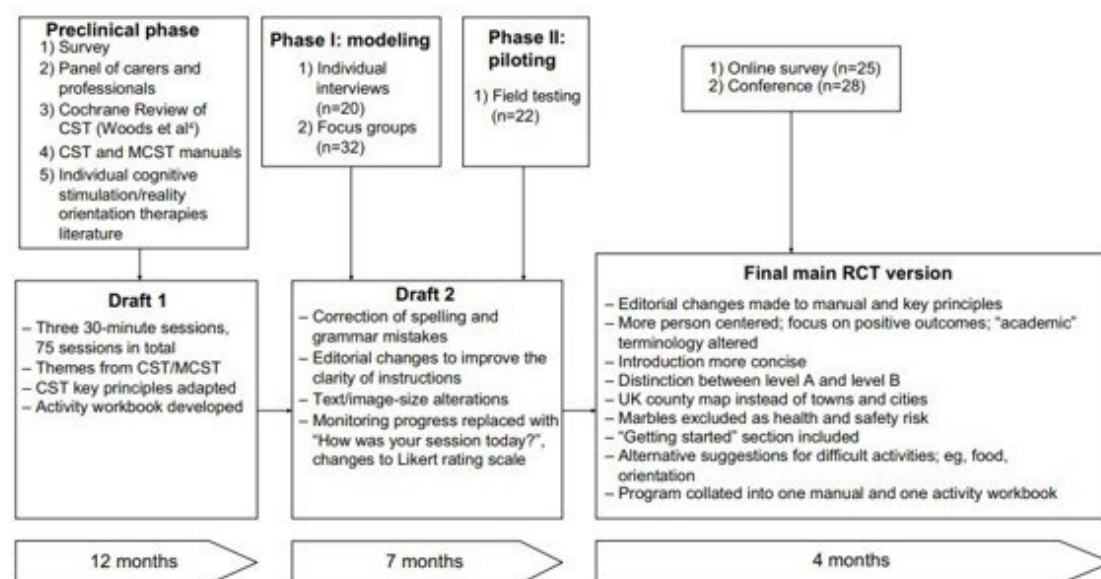 Preclinical phase
1) Survey
2) Panel of carers and
professionals
3) Cochrane Review of
CST (Woods et al⁴)
4) CST and MCST manuals
5) Individual cognitive
stimulation/reality
orientation therapies
literature
Phase I: modeling
1) Individual
interviews
(n=20)
2) Focus groups
(n=32)
Phase II:
piloting
1) Field testing
(n=22)
1) Online survey (n=25)
2) Conference (n=28)
Draft 1
– Three 30-minute sessions,
75 sessions in total
– Themes from CST/MCST
– CST key principles adapted
– Activity workbook developed
Draft 2
– Correction of spelling and
grammar mistakes
– Editorial changes to improve the
clarity of instructions
– Text/image-size alterations
– Monitoring progress replaced with
“How was your session today?”,
changes to Likert rating scale
Final main RCT version
– Editorial changes made to manual and key principles
– More person centered; focus on positive outcomes; “academic”
terminology altered
– Introduction more concise
– Distinction between level A and level B
– UK county map instead of towns and cities
– Marbles excluded as health and safety risk
– “Getting started” section included
– Alternative suggestions for difficult activities; eg, food,
orientation
– Program collated into one manual and one activity workbook
12 months
7 months
4 months